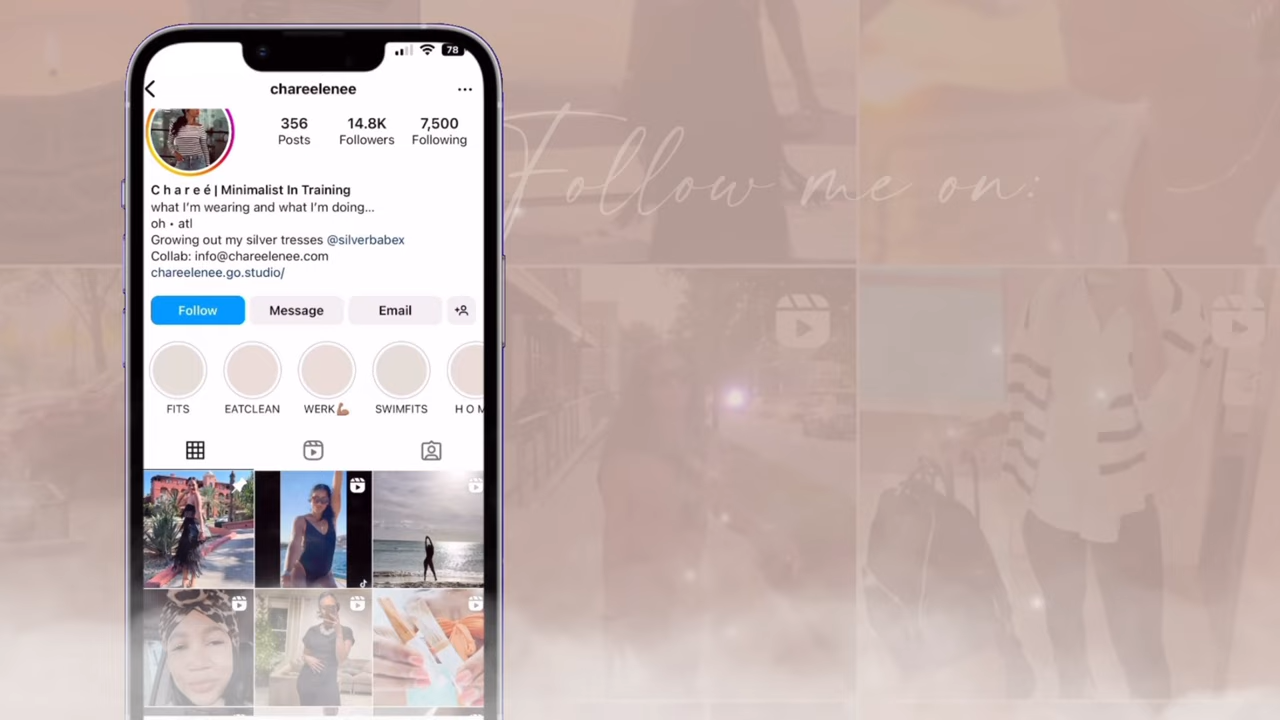 78
chareelenee
356
14.8K
7,500
Posts
Followers
Following
C h a r e é | Minimalist In Training
what I'm wearing and what I'm doing...
oh • atl
Growing out my silver tresses @silverbabex
Collab: info@chareelenee.com
chareelenee.go.studio/
Follow
Message
Email
FITS
EATCLEAN
WERK💪🏽
SWIMFITS
H O M
Follow me on: